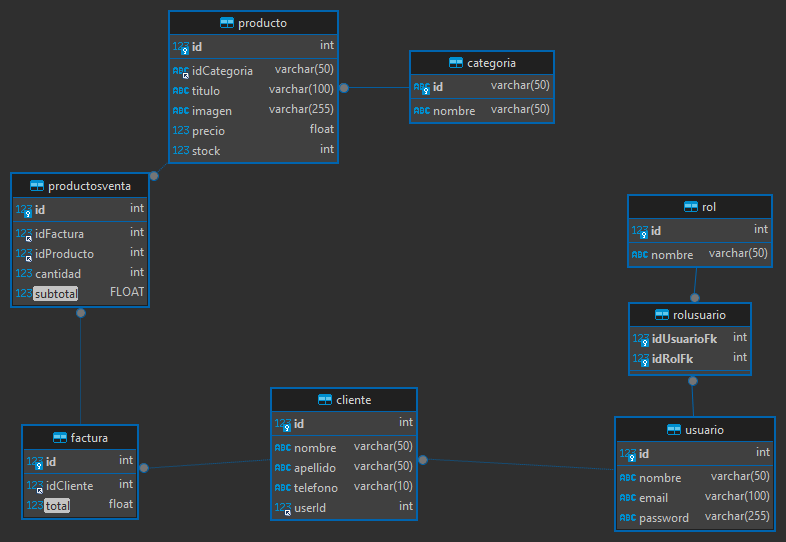 producto
123 id int
ABC idCategoria varchar(50)
ABC titulo varchar(100)
ABC imagen varchar(255)
123 precio float
123 stock int
categoria
ABC id varchar(50)
ABC nombre varchar(50)
productosventa
123 id int
123 idFactura int
123 idProducto int
123 cantidad int
123 subtotal FLOAT
rol
123 id int
ABC nombre varchar(50)
rolusuario
123 idUsuarioFk int
123 idRolFk int
cliente
123 id int
ABC nombre varchar(50)
ABC apellido varchar(50)
ABC telefono varchar(10)
123 userId int
factura
123 id int
123 idCliente int
123 total float
usuario
123 id int
ABC nombre varchar(50)
ABC email varchar(100)
ABC password varchar(255)